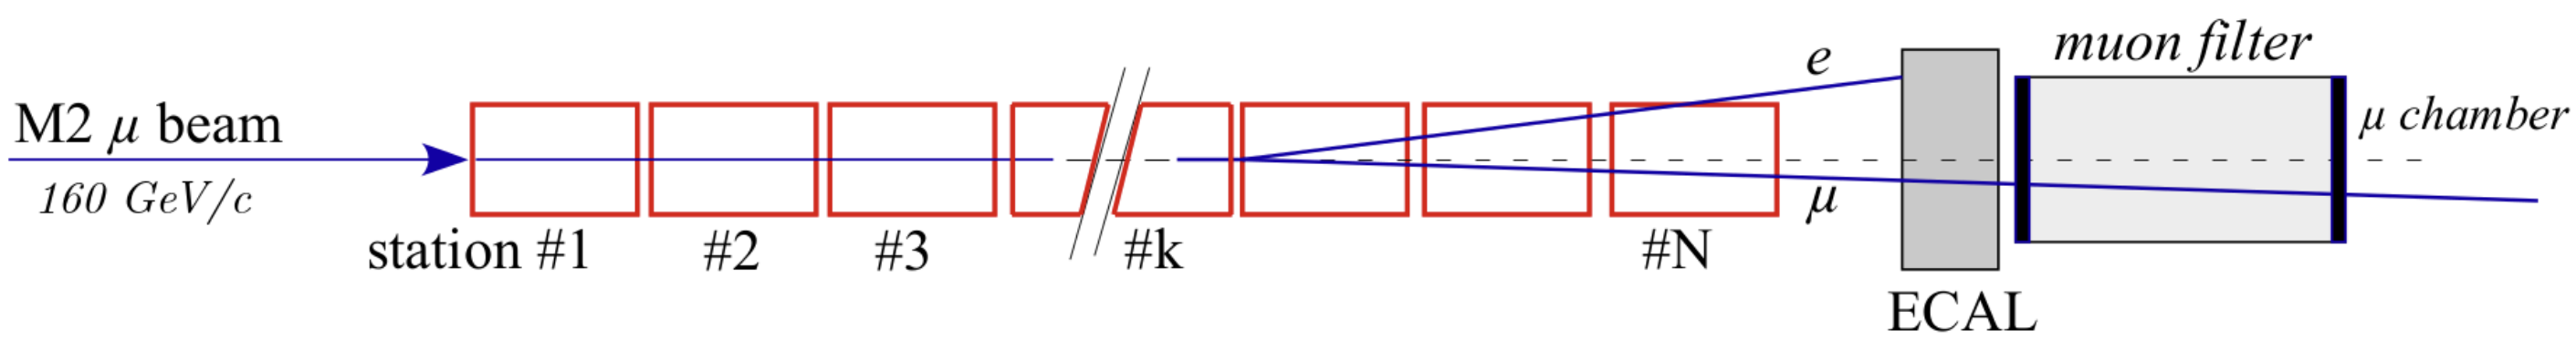 M2 μ beam
160 GeV/c
station #1
#2
#3
#k
#N
e
μ
ECAL
muon filter
μ chamber